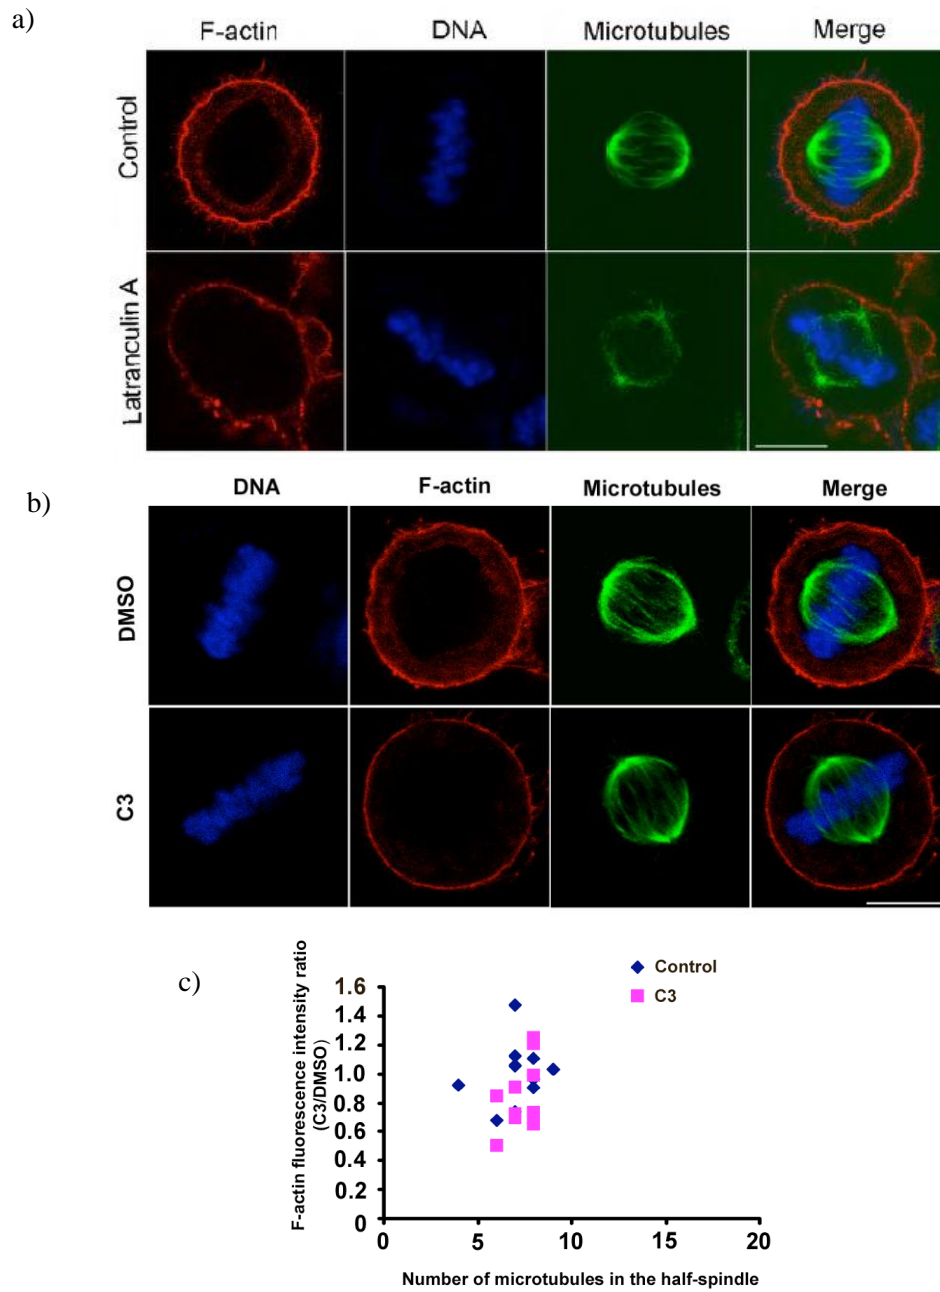 a)
F-actin DNA Microtubules Merge
Control
Latranculin A
b)
DNA F-actin Microtubules Merge
DMSO
C3
c)
F-actin fluorescence intensity ratio
(C3/DMSO)
Control
C3
1.6
1.4
1.2
1.0
0.8
0.6
0.4
0.2
0
0 5 10 15 20
Number of microtubules in the half-spindle